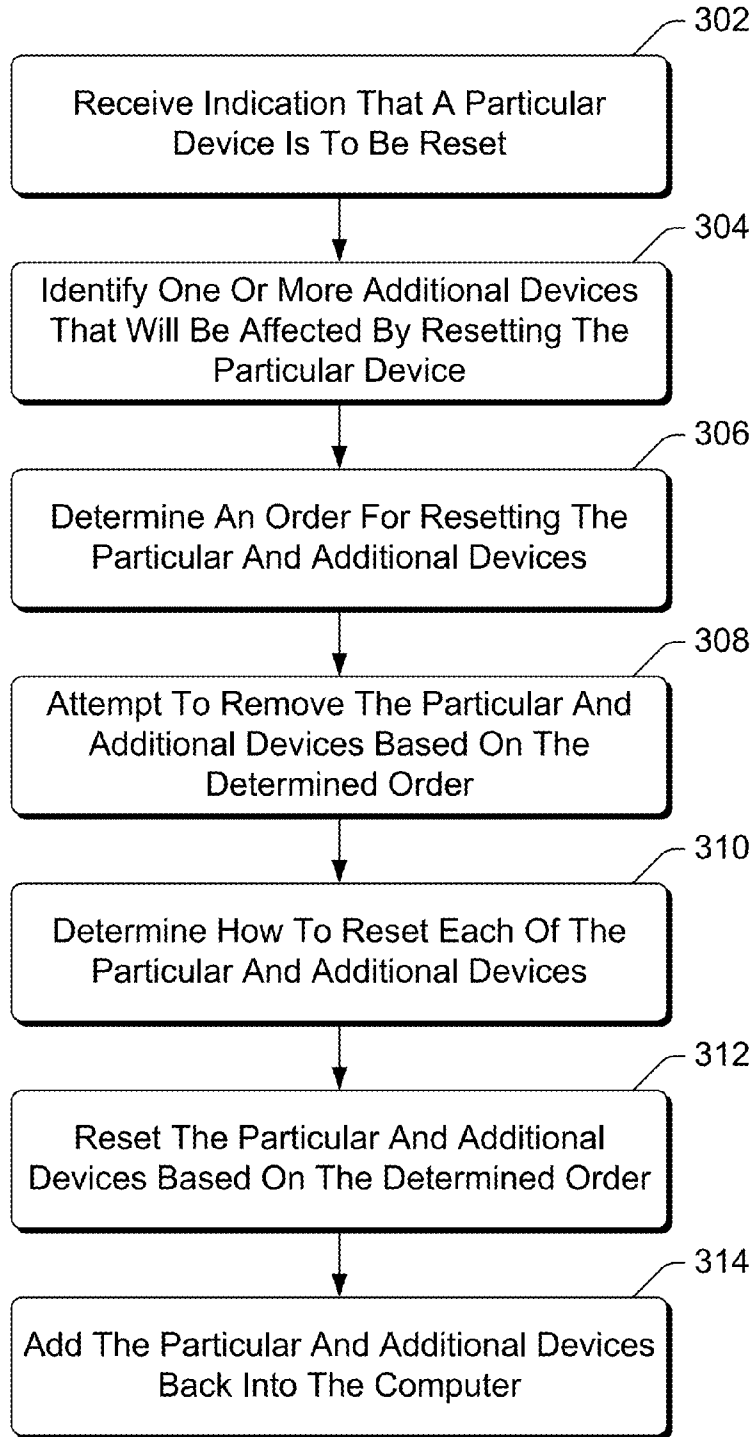 302
Receive Indication That A Particular
Device Is To Be Reset
304
Identify One Or More Additional Devices
That Will Be Affected By Resetting The
Particular Device
306
Determine An Order For Resetting The
Particular And Additional Devices
308
Attempt To Remove The Particular And
Additional Devices Based On The
Determined Order
310
Determine How To Reset Each Of The
Particular And Additional Devices
312
Reset The Particular And Additional
Devices Based On The Determined Order
314
Add The Particular And Additional Devices
Back Into The Computer